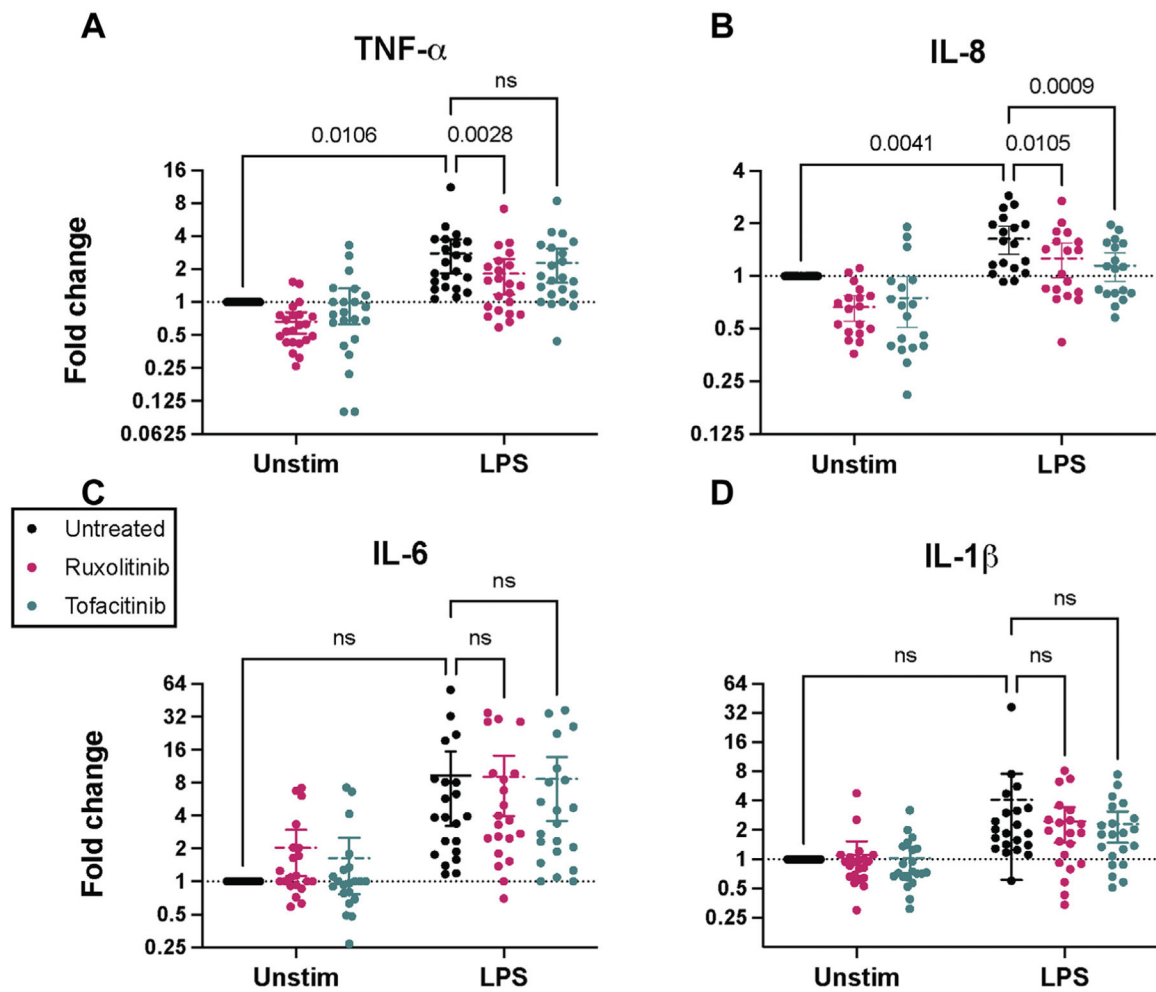 A
TNF-α
ns
0.0106
0.0028
16
8
4
2
1
0.5
0.25
0.125
0.0625
Fold change
Unstim
LPS
B
IL-8
0.0009
0.0041
0.0105
4
2
1
0.5
0.25
0.125
Unstim
LPS
C
Untreated
Ruxolitinib
Tofacitinib
IL-6
ns
ns
ns
64
32
16
8
4
2
1
0.5
0.25
Fold change
Unstim
LPS
D
IL-1β
ns
ns
ns
64
32
16
8
4
2
1
0.5
0.25
Unstim
LPS